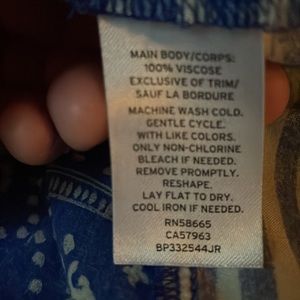 MAIN BODY/CORPS:
100% VISCOSE
EXCLUSIVE OF TRIM/
SAUF LA BORDURE
MACHINE WASH COLD.
GENTLE CYCLE.
WITH LIKE COLORS.
ONLY NON-CHLORINE
BLEACH IF NEEDED.
REMOVE PROMPTLY.
RESHAPE.
LAY FLAT TO DRY.
COOL IRON IF NEEDED.
RN58665
CA57963
BP332544JR